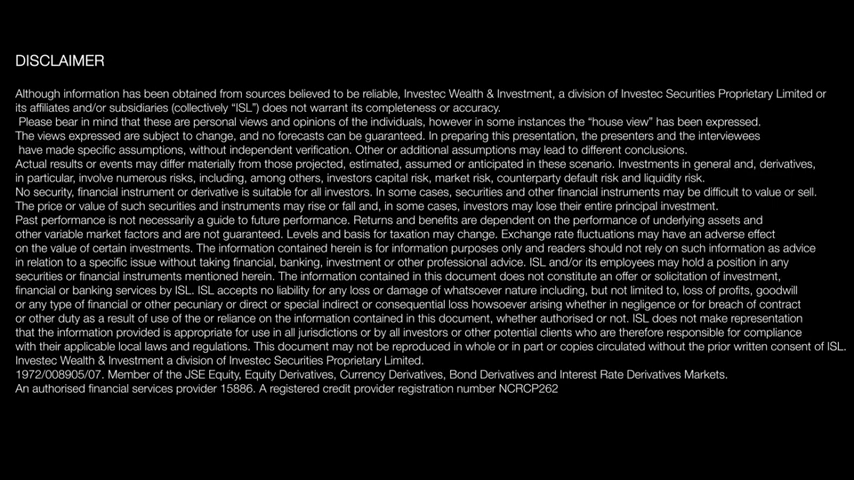 DISCLAIMER
Although information has been obtained from sources believed to be reliable, Investec Wealth & Investment, a division of Investec Securities Proprietary Limited or
its affiliates and/or subsidiaries (collectively “ISL”) does not warrant its completeness or accuracy.
Please bear in mind that these are personal views and opinions of the individuals, however in some instances the “house view” has been expressed.
The views expressed are subject to change, and no forecasts can be guaranteed. In preparing this presentation, the presenters and the interviewees
have made specific assumptions, without independent verification. Other or additional assumptions may lead to different conclusions.
Actual results or events may differ materially from those projected, estimated, assumed or anticipated in these scenario. Investments in general and, derivatives,
in particular, involve numerous risks, including, among others, investors capital risk, market risk, counterparty default risk and liquidity risk.
No security, financial instrument or derivative is suitable for all investors. In some cases, securities and other financial instruments may be difficult to value or sell.
The price or value of such securities and instruments may rise or fall and, in some cases, investors may lose their entire principal investment.
Past performance is not necessarily a guide to future performance. Returns and benefits are dependent on the performance of underlying assets and
other variable market factors and are not guaranteed. Levels and basis for taxation may change. Exchange rate fluctuations may have an adverse effect
on the value of certain investments. The information contained herein is for information purposes only and readers should not rely on such information as advice
in relation to a specific issue without taking financial, banking, investment or other professional advice. ISL and/or its employees may hold a position in any
securities or financial instruments mentioned herein. The information contained in this document does not constitute an offer or solicitation of investment,
financial or banking services by ISL. ISL accepts no liability for any loss or damage of whatsoever nature including, but not limited to, loss of profits, goodwill
or any type of financial or other pecuniary or direct or special indirect or consequential loss howsoever arising whether in negligence or for breach of contract
or other duty as a result of use of the or reliance on the information contained in this document, whether authorised or not. ISL does not make representation
that the information provided is appropriate for use in all jurisdictions or by all investors or other potential clients who are therefore responsible for compliance
with their applicable local laws and regulations. This document may not be reproduced in whole or in part or copies circulated without the prior written consent of ISL.
Investec Wealth & Investment a division of Investec Securities Proprietary Limited.
1972/008905/07. Member of the JSE Equity, Equity Derivatives, Currency Derivatives, Bond Derivatives and Interest Rate Derivatives Markets.
An authorised financial services provider 15886. A registered credit provider registration number NCRCP262